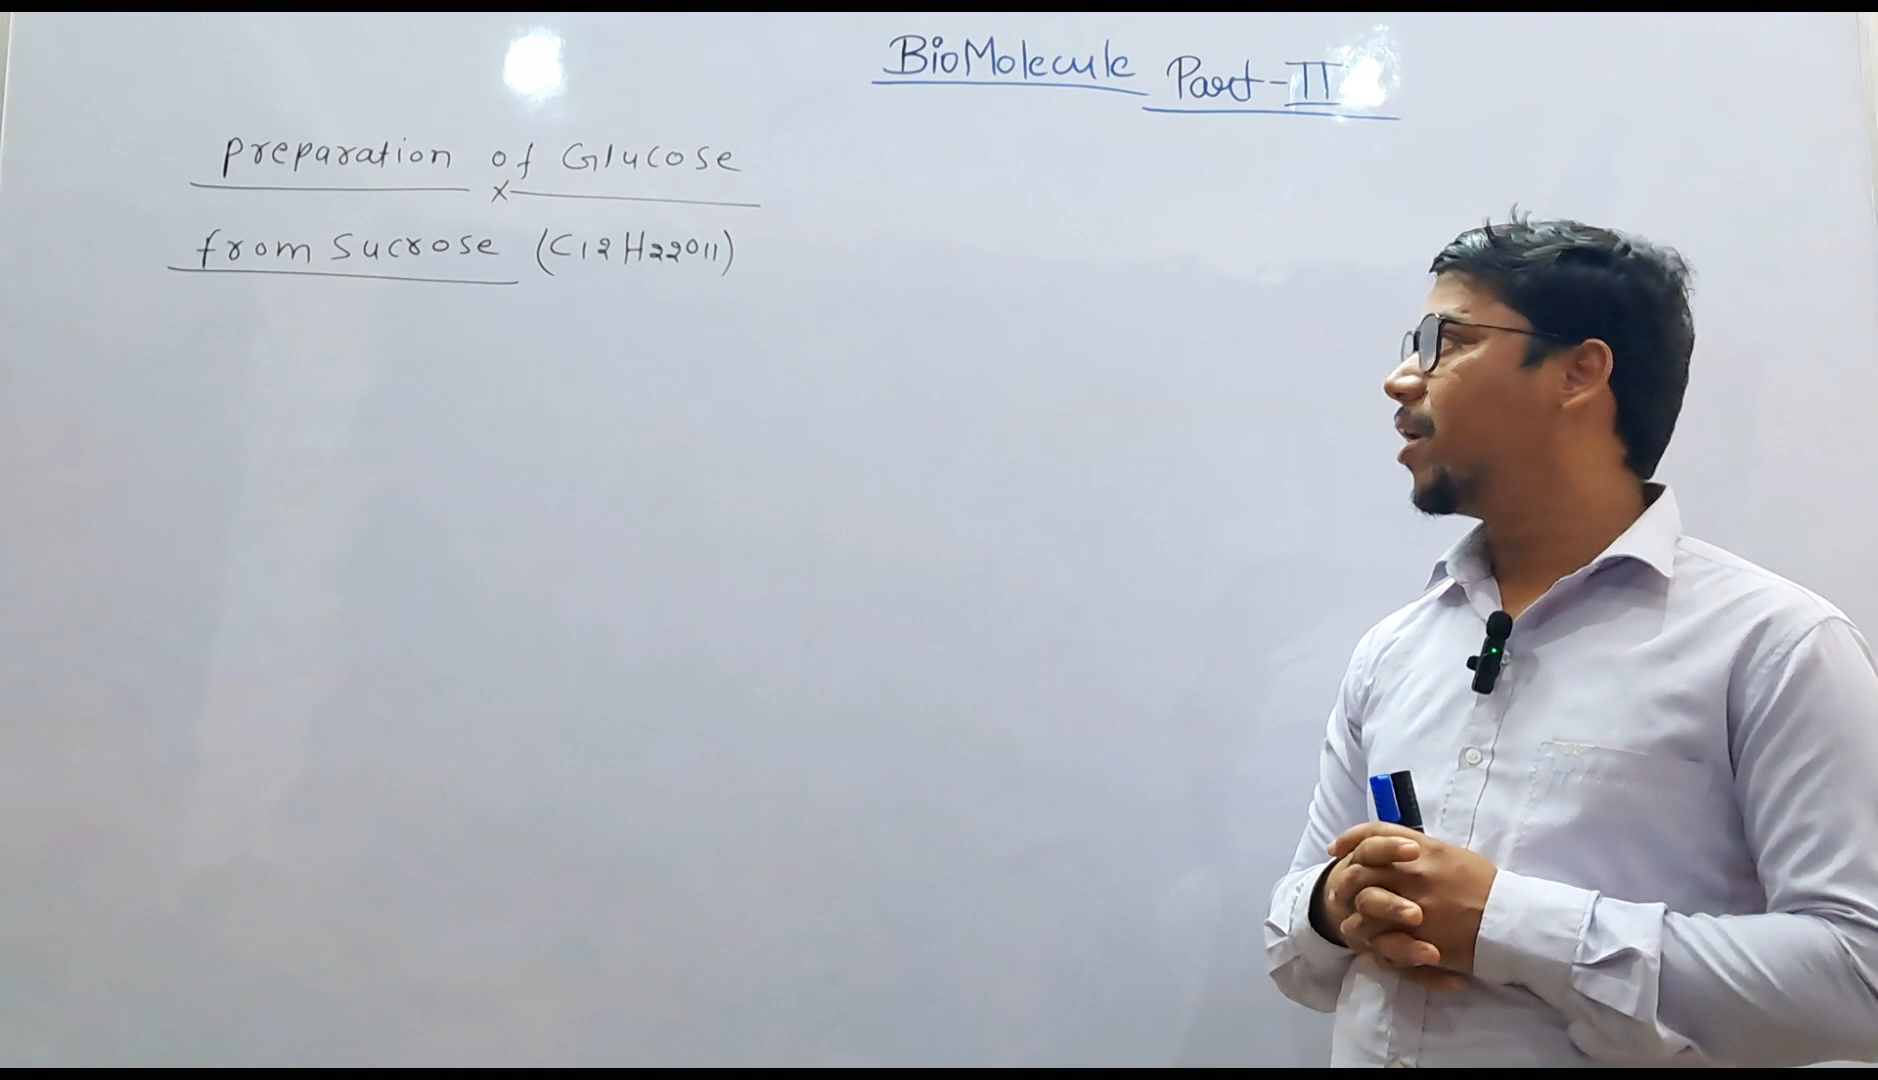 BioMolecule Part-II
preparation of Glucose
x
from Sucrose (C12H22O11)